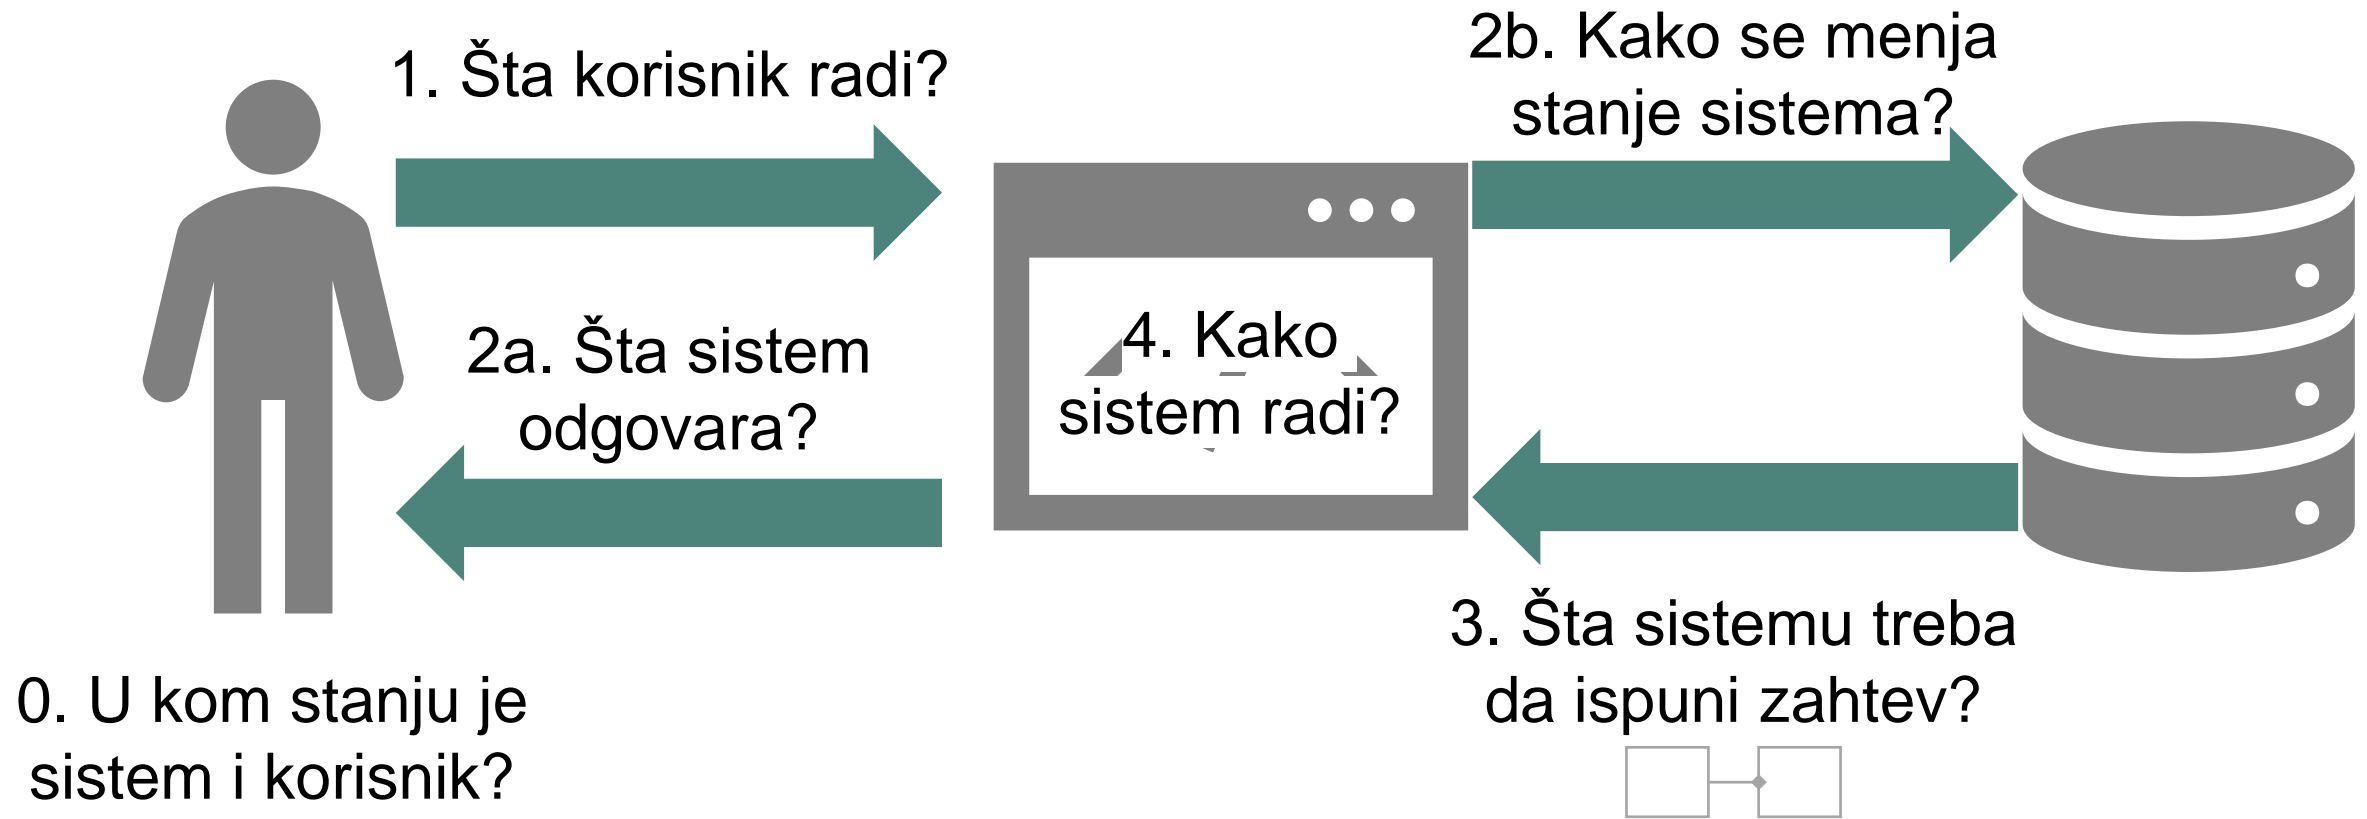 1. Šta korisnik radi?
2b. Kako se menja
stanje sistema?
2a. Šta sistem
odgovara?
4. Kako
sistem radi?
3. Šta sistemu treba
da ispuni zahtev?
0. U kom stanju je
sistem i korisnik?